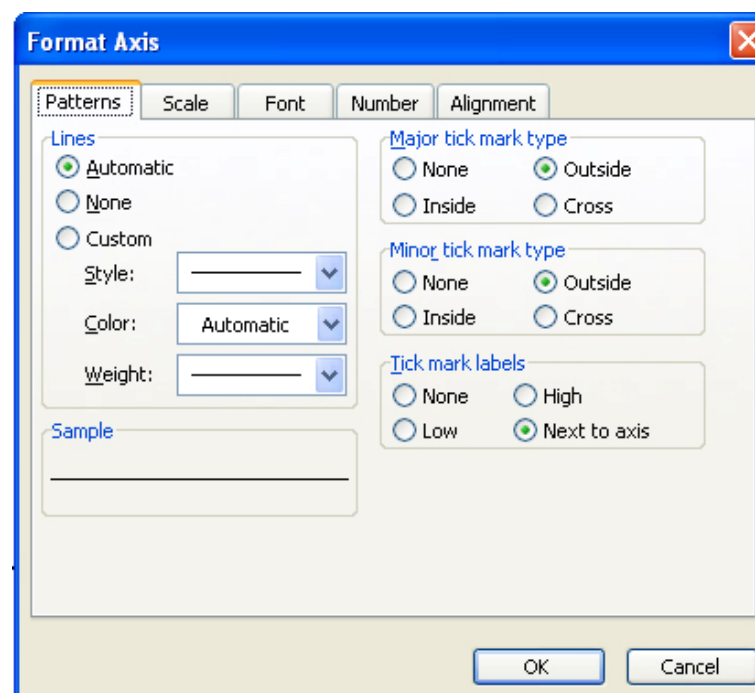 Format Axis
Patterns Scale Font Number Alignment
Lines
Automatic
None
Custom
Style:
Color: Automatic
Weight:
Sample
Major tick mark type
None Outside
Inside Cross
Minor tick mark type
None Outside
Inside Cross
Tick mark labels
None High
Low Next to axis
OK Cancel